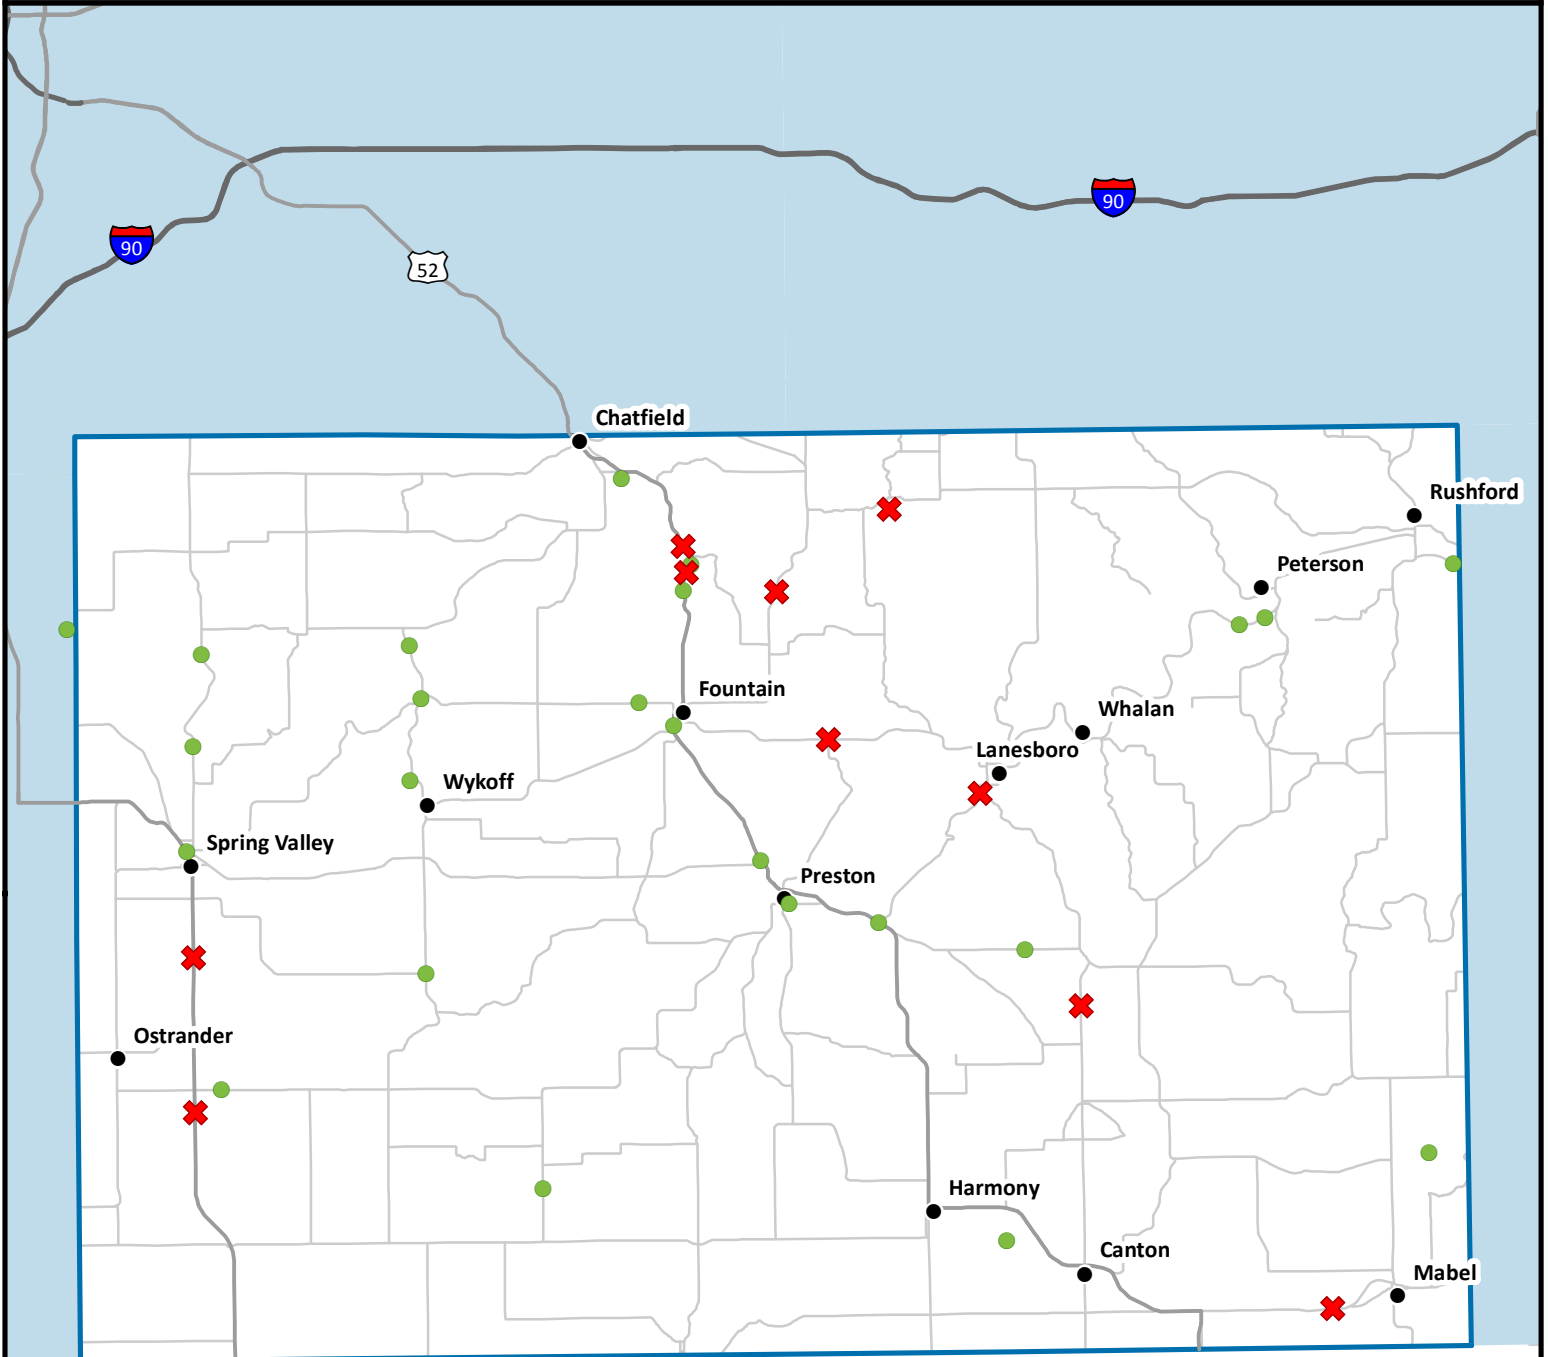 90
90
52
Chatfield
Rushford
Peterson
Fountain
Whalan
Lanesboro
Wykoff
Spring Valley
Preston
Ostrander
Harmony
Canton
Mabel